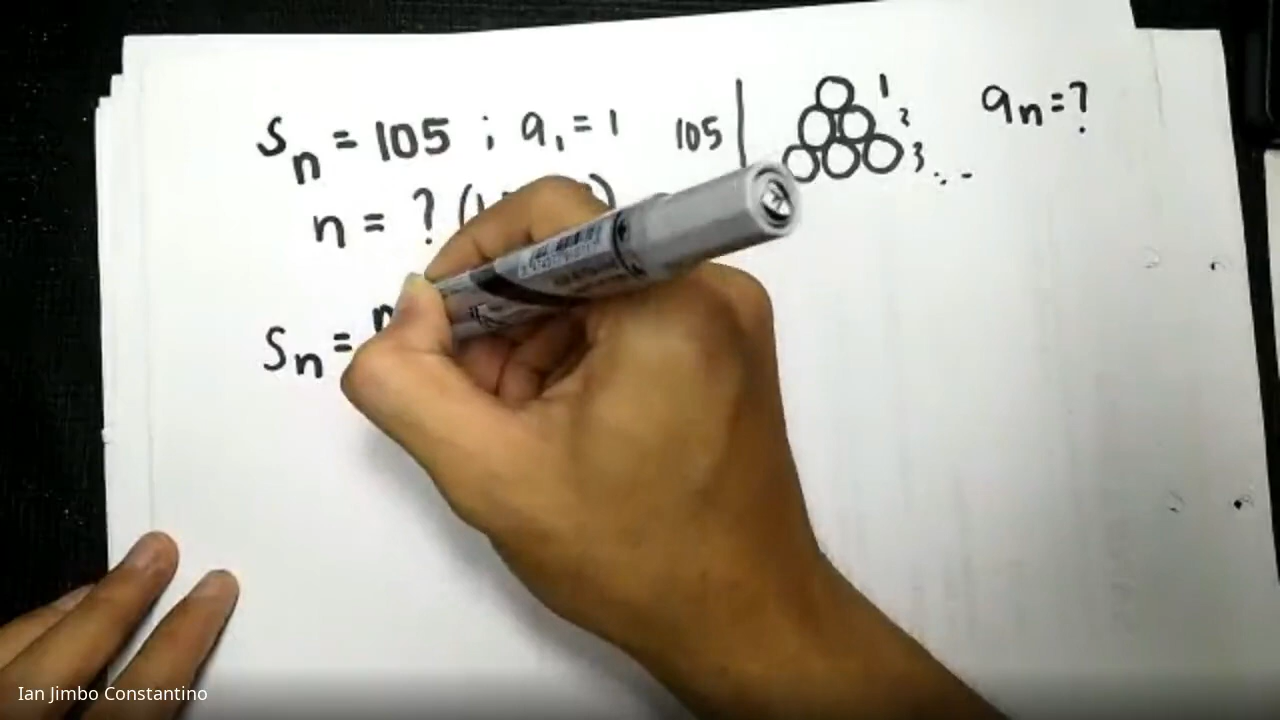 Sn = 105 ; a1 = 1
105
1
2
3...
an = ?
n = ? (
Sn = n
Ian Jimbo Constantino